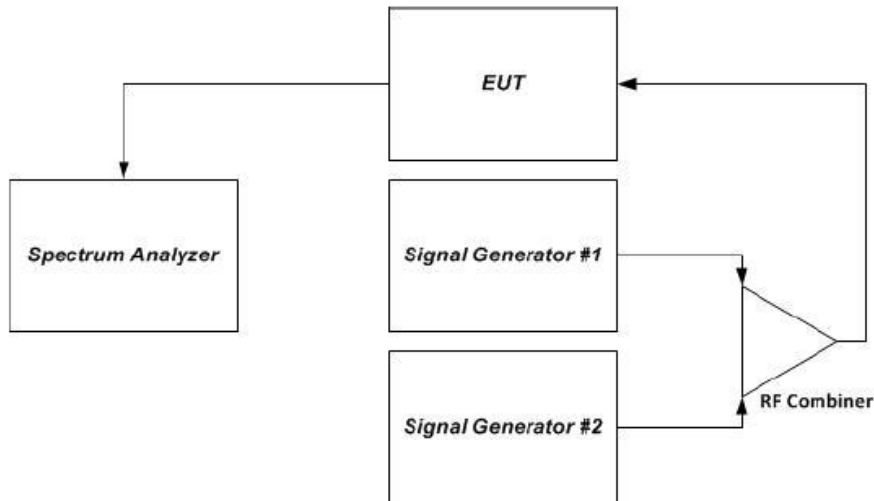 EUT
Spectrum Analyzer
Signal Generator #1
RF Combiner
Signal Generator #2